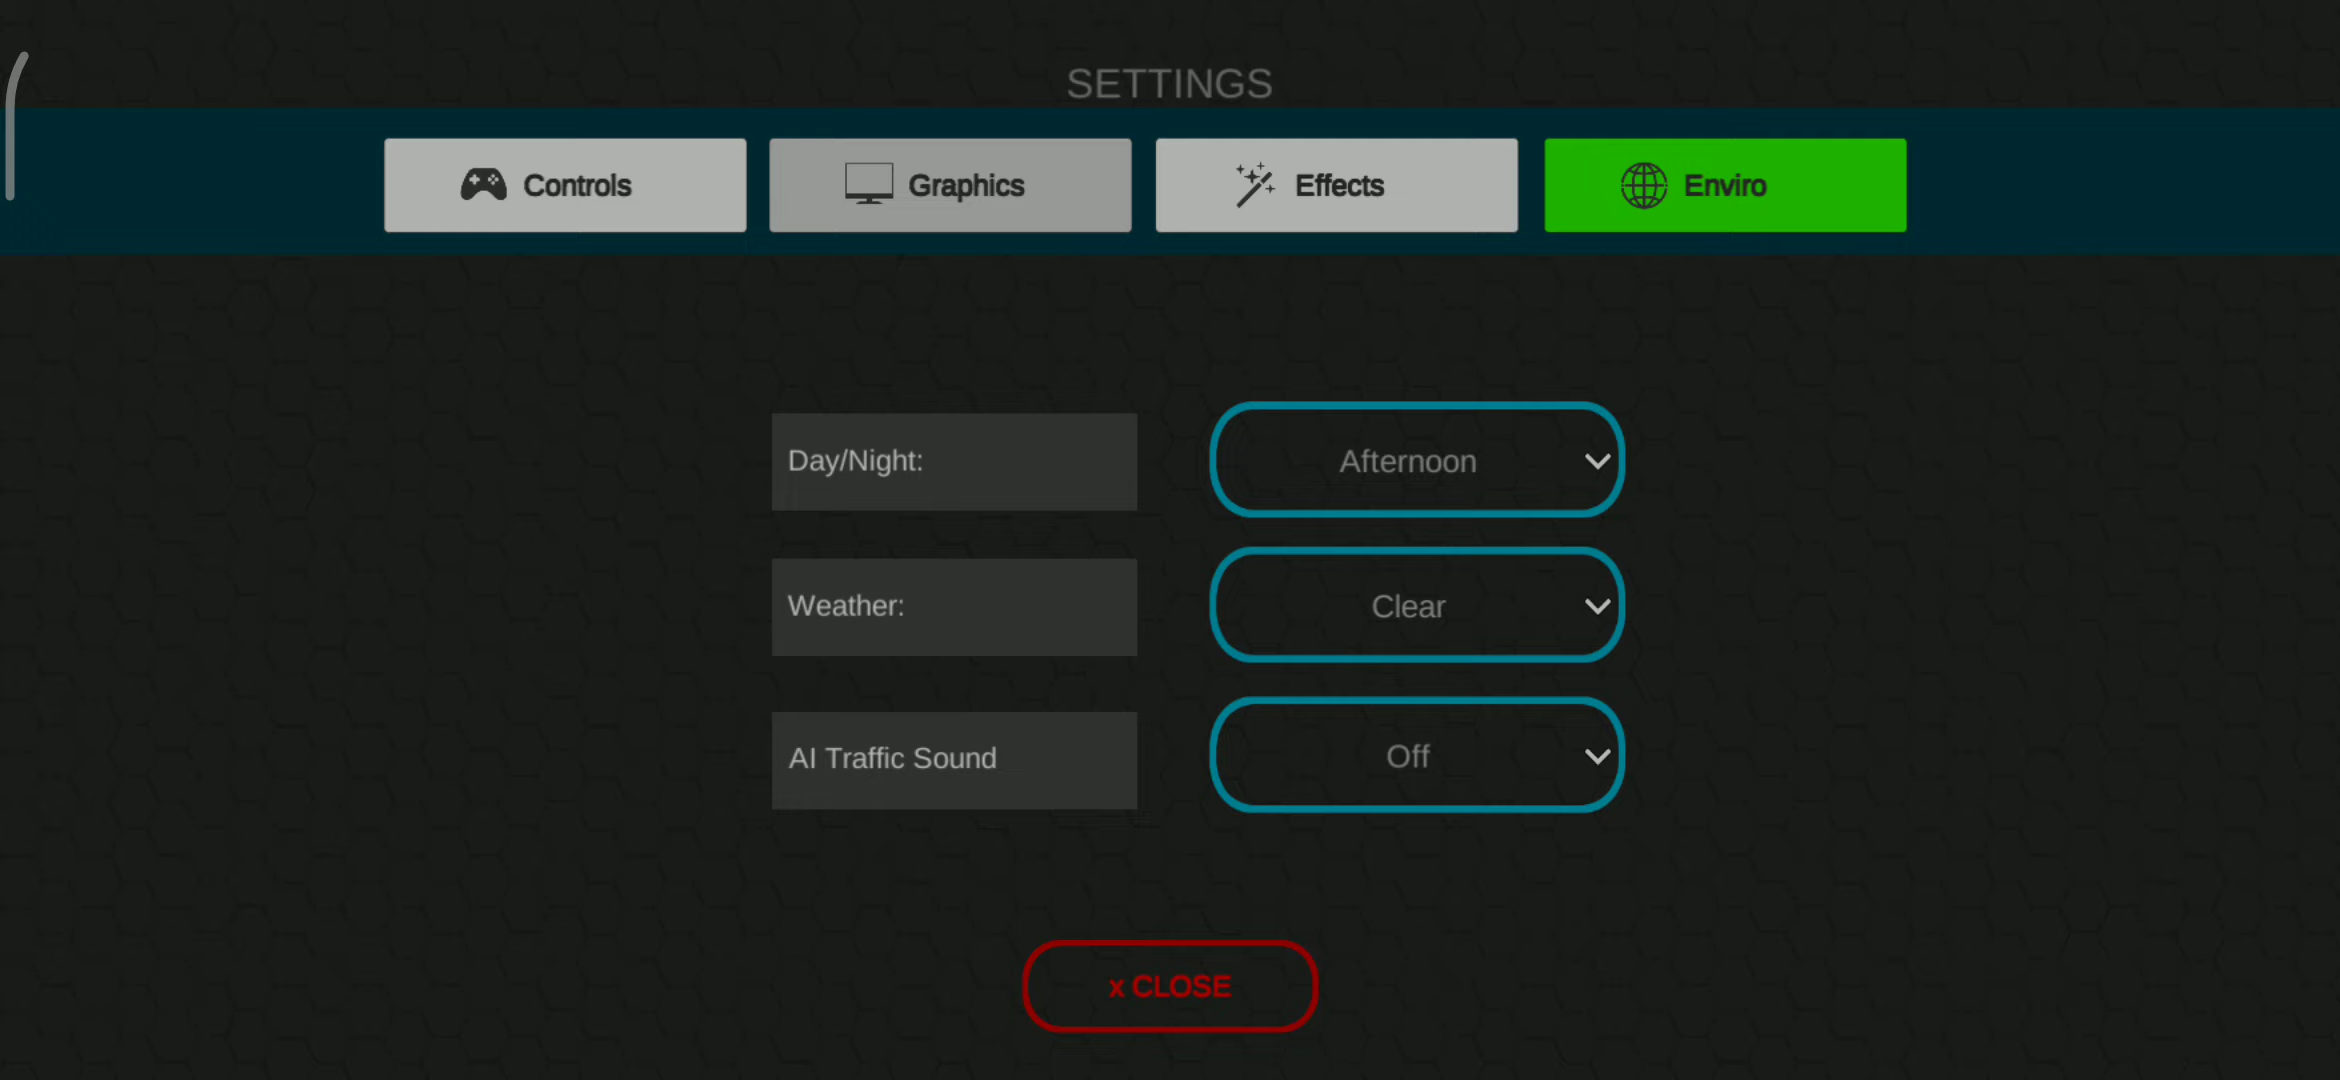 SETTINGS
Controls
Graphics
Effects
Enviro
Day/Night:
Afternoon
Weather:
Clear
AI Traffic Sound
Off
x CLOSE